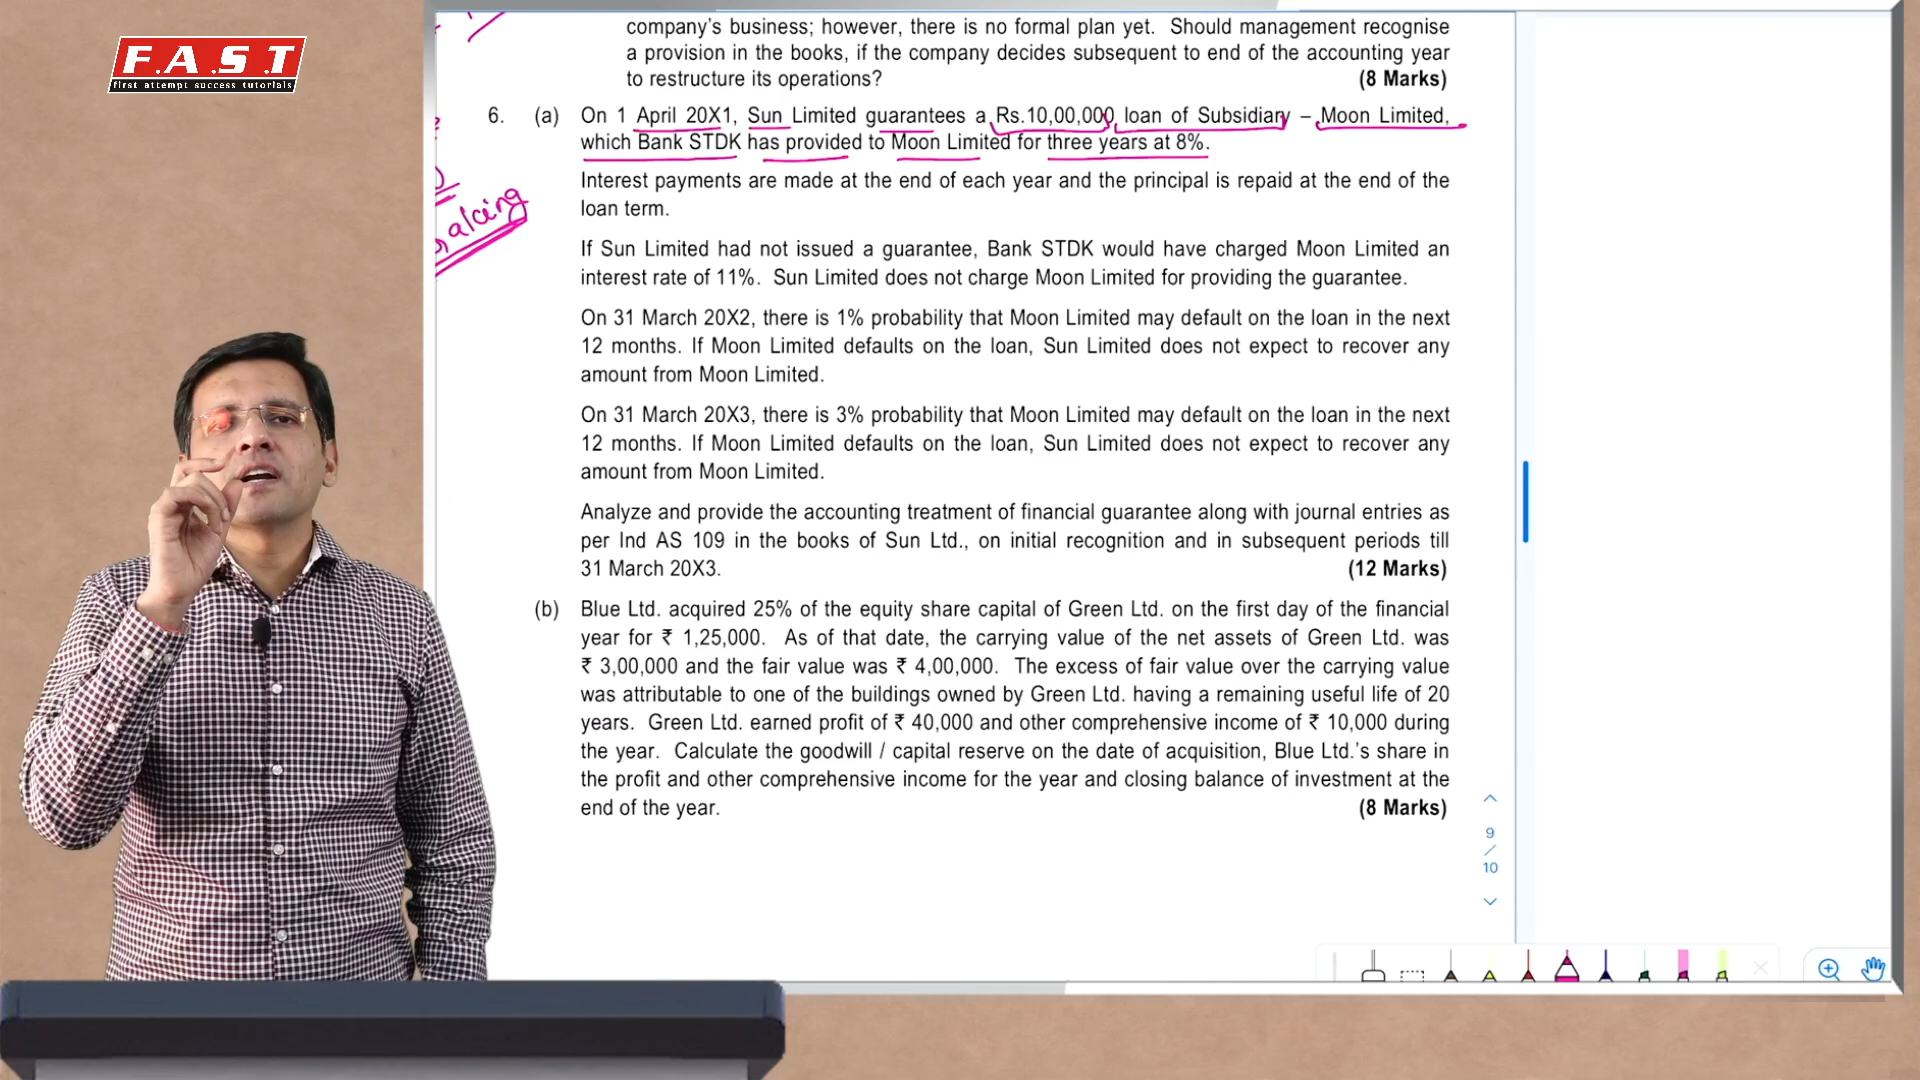 F.A.S.T
first attempt success tutorials
company's business; however, there is no formal plan yet. Should management recognise
a provision in the books, if the company decides subsequent to end of the accounting year
to restructure its operations? (8 Marks)
6. (a) On 1 April 20X1, Sun Limited guarantees a Rs.10,00,000 loan of Subsidiary – Moon Limited,
which Bank STDK has provided to Moon Limited for three years at 8%.
Interest payments are made at the end of each year and the principal is repaid at the end of the
loan term.
If Sun Limited had not issued a guarantee, Bank STDK would have charged Moon Limited an
interest rate of 11%. Sun Limited does not charge Moon Limited for providing the guarantee.
On 31 March 20X2, there is 1% probability that Moon Limited may default on the loan in the next
12 months. If Moon Limited defaults on the loan, Sun Limited does not expect to recover any
amount from Moon Limited.
On 31 March 20X3, there is 3% probability that Moon Limited may default on the loan in the next
12 months. If Moon Limited defaults on the loan, Sun Limited does not expect to recover any
amount from Moon Limited.
Analyze and provide the accounting treatment of financial guarantee along with journal entries as
per Ind AS 109 in the books of Sun Ltd., on initial recognition and in subsequent periods till
31 March 20X3. (12 Marks)
(b) Blue Ltd. acquired 25% of the equity share capital of Green Ltd. on the first day of the financial
year for ₹ 1,25,000. As of that date, the carrying value of the net assets of Green Ltd. was
₹ 3,00,000 and the fair value was ₹ 4,00,000. The excess of fair value over the carrying value
was attributable to one of the buildings owned by Green Ltd. having a remaining useful life of 20
years. Green Ltd. earned profit of ₹ 40,000 and other comprehensive income of ₹ 10,000 during
the year. Calculate the goodwill / capital reserve on the date of acquisition, Blue Ltd.'s share in
the profit and other comprehensive income for the year and closing balance of investment at the
end of the year. (8 Marks)
9
/
10